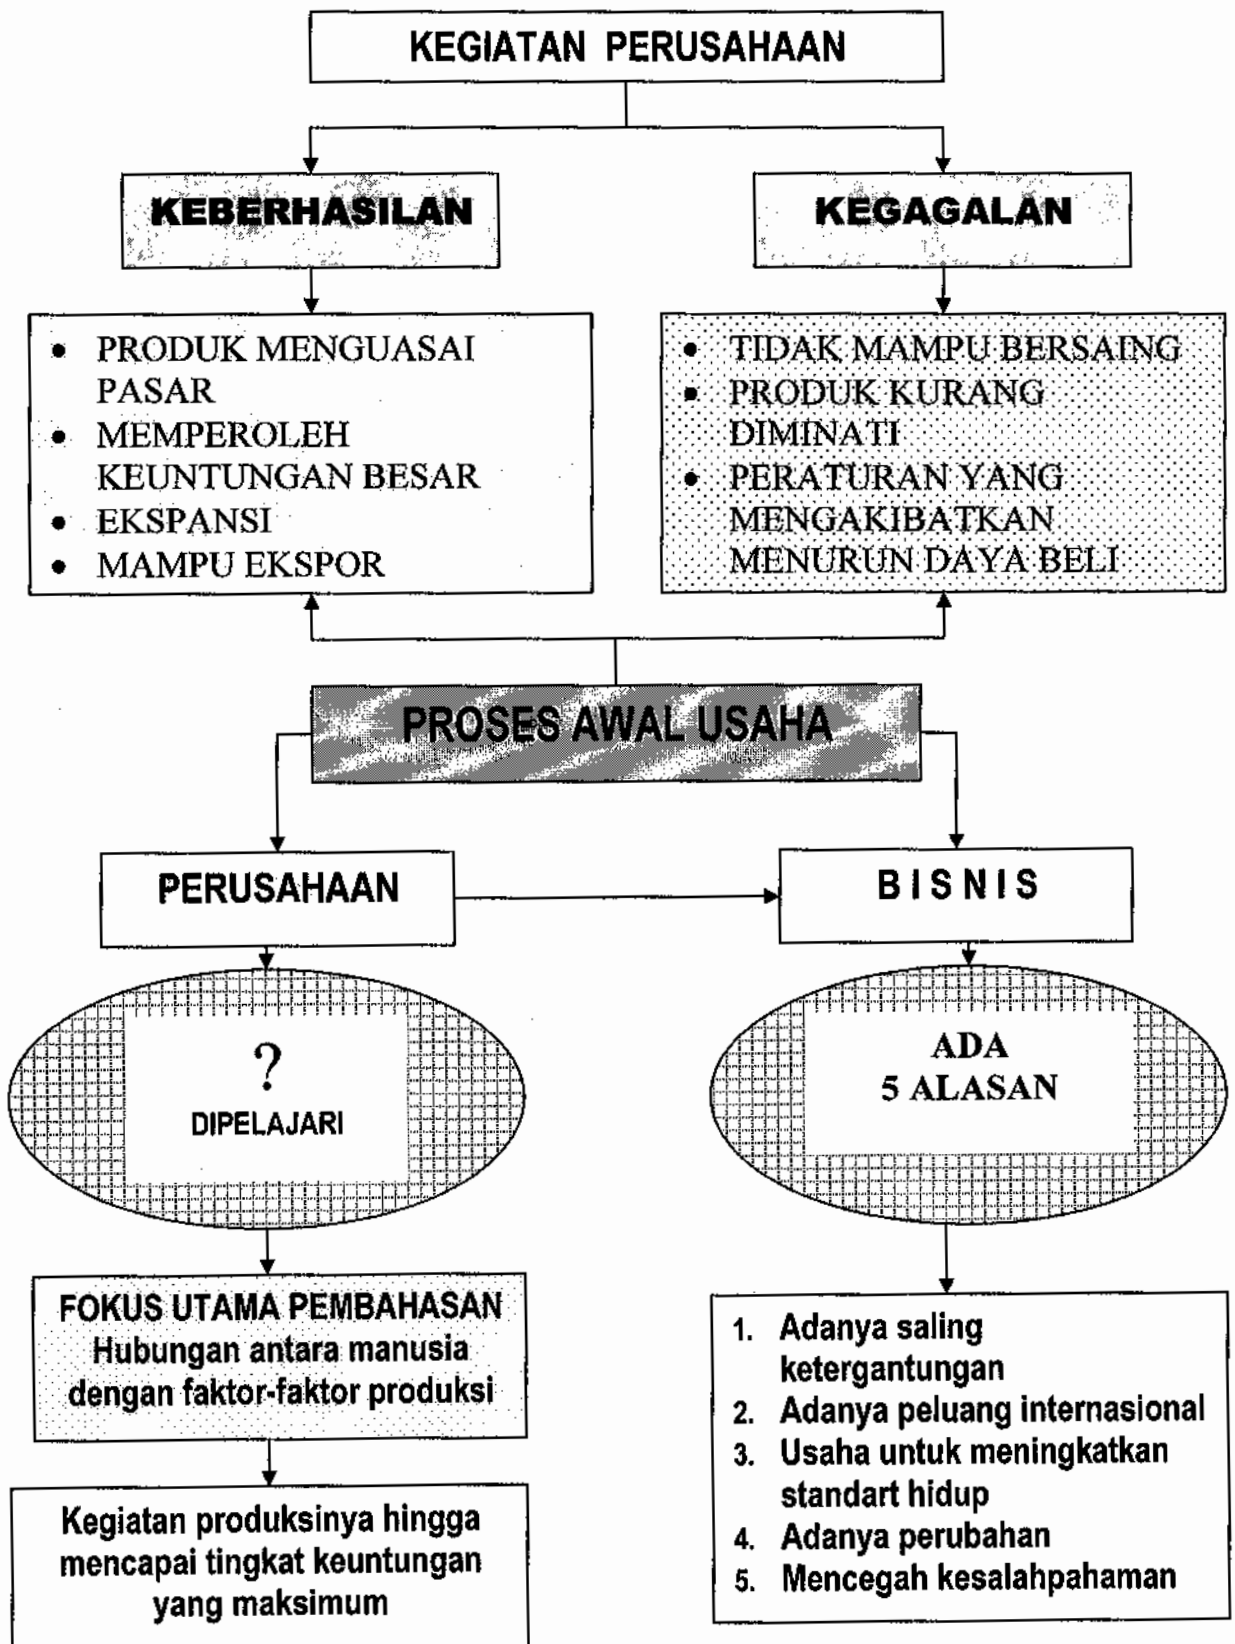 KEGIATAN PERUSAHAAN
KEBERHASILAN
KEGAGALAN
• PRODUK MENGUASAI
PASAR
• MEMPEROLEH
KEUNTUNGAN BESAR
• EKSPANSI
• MAMPU EKSPOR
• TIDAK MAMPU BERSAING
• PRODUK KURANG
DIMINATI
• PERATURAN YANG
MENGAKIBATKAN
MENURUN DAYA BELI
PROSES AWAL USAHA
PERUSAHAAN
B I S N I S
?
DIPELAJARI
ADA
5 ALASAN
FOKUS UTAMA PEMBAHASAN
Hubungan antara manusia
dengan faktor-faktor produksi
Kegiatan produksinya hingga
mencapai tingkat keuntungan
yang maksimum
1. Adanya saling
ketergantungan
2. Adanya peluang internasional
3. Usaha untuk meningkatkan
standart hidup
4. Adanya perubahan
5. Mencegah kesalahpahaman